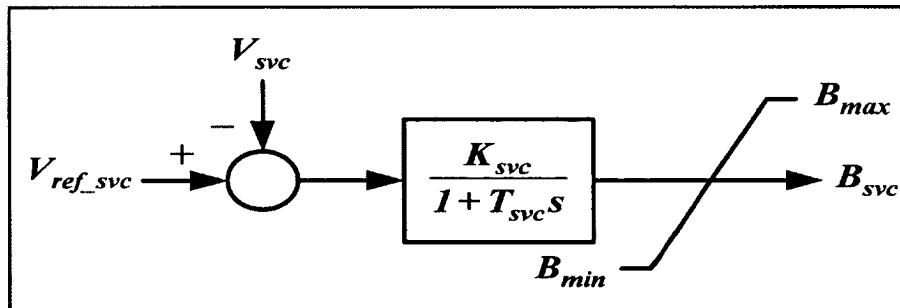 V_svc
−
+
V_ref_svc
K_svc
1 + T_svc s
B_max
B_svc
B_min